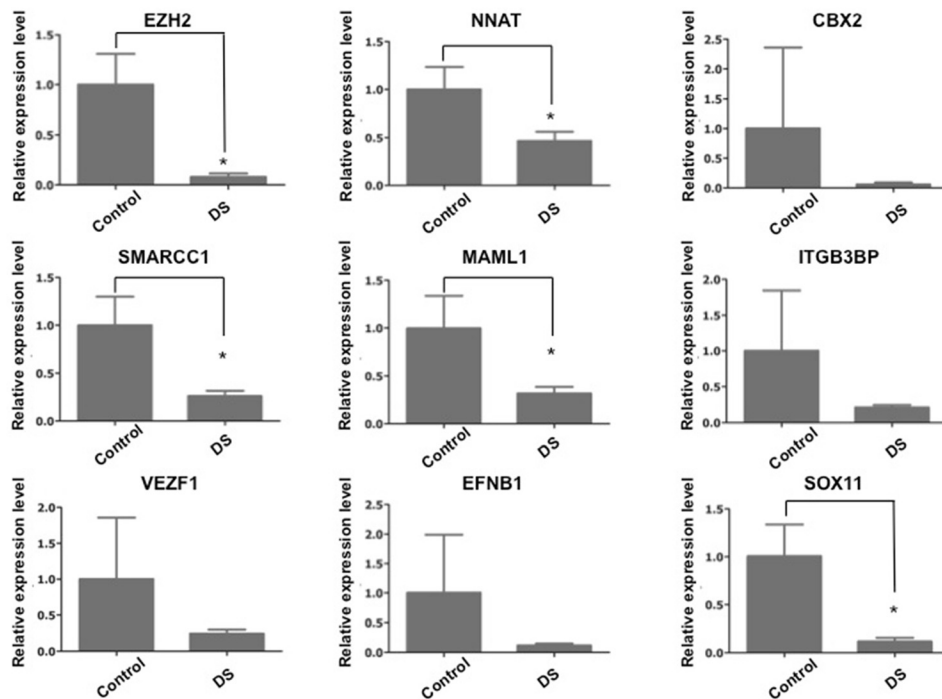 EZH2
Relative expression level
1.5
1.0
0.5
0.0
*
Control
DS
NNAT
Relative expression level
1.5
1.0
0.5
0.0
*
Control
DS
CBX2
Relative expression level
2.5
2.0
1.5
1.0
0.5
0.0
Control
DS
SMARCC1
Relative expression level
1.5
1.0
0.5
0.0
*
Control
DS
MAML1
Relative expression level
1.5
1.0
0.5
0.0
*
Control
DS
ITGB3BP
Relative expression level
2.0
1.5
1.0
0.5
0.0
Control
DS
VEZF1
Relative expression level
2.0
1.5
1.0
0.5
0.0
Control
DS
EFNB1
Relative expression level
2.5
2.0
1.5
1.0
0.5
0.0
Control
DS
SOX11
Relative expression level
1.5
1.0
0.5
0.0
*
Control
DS